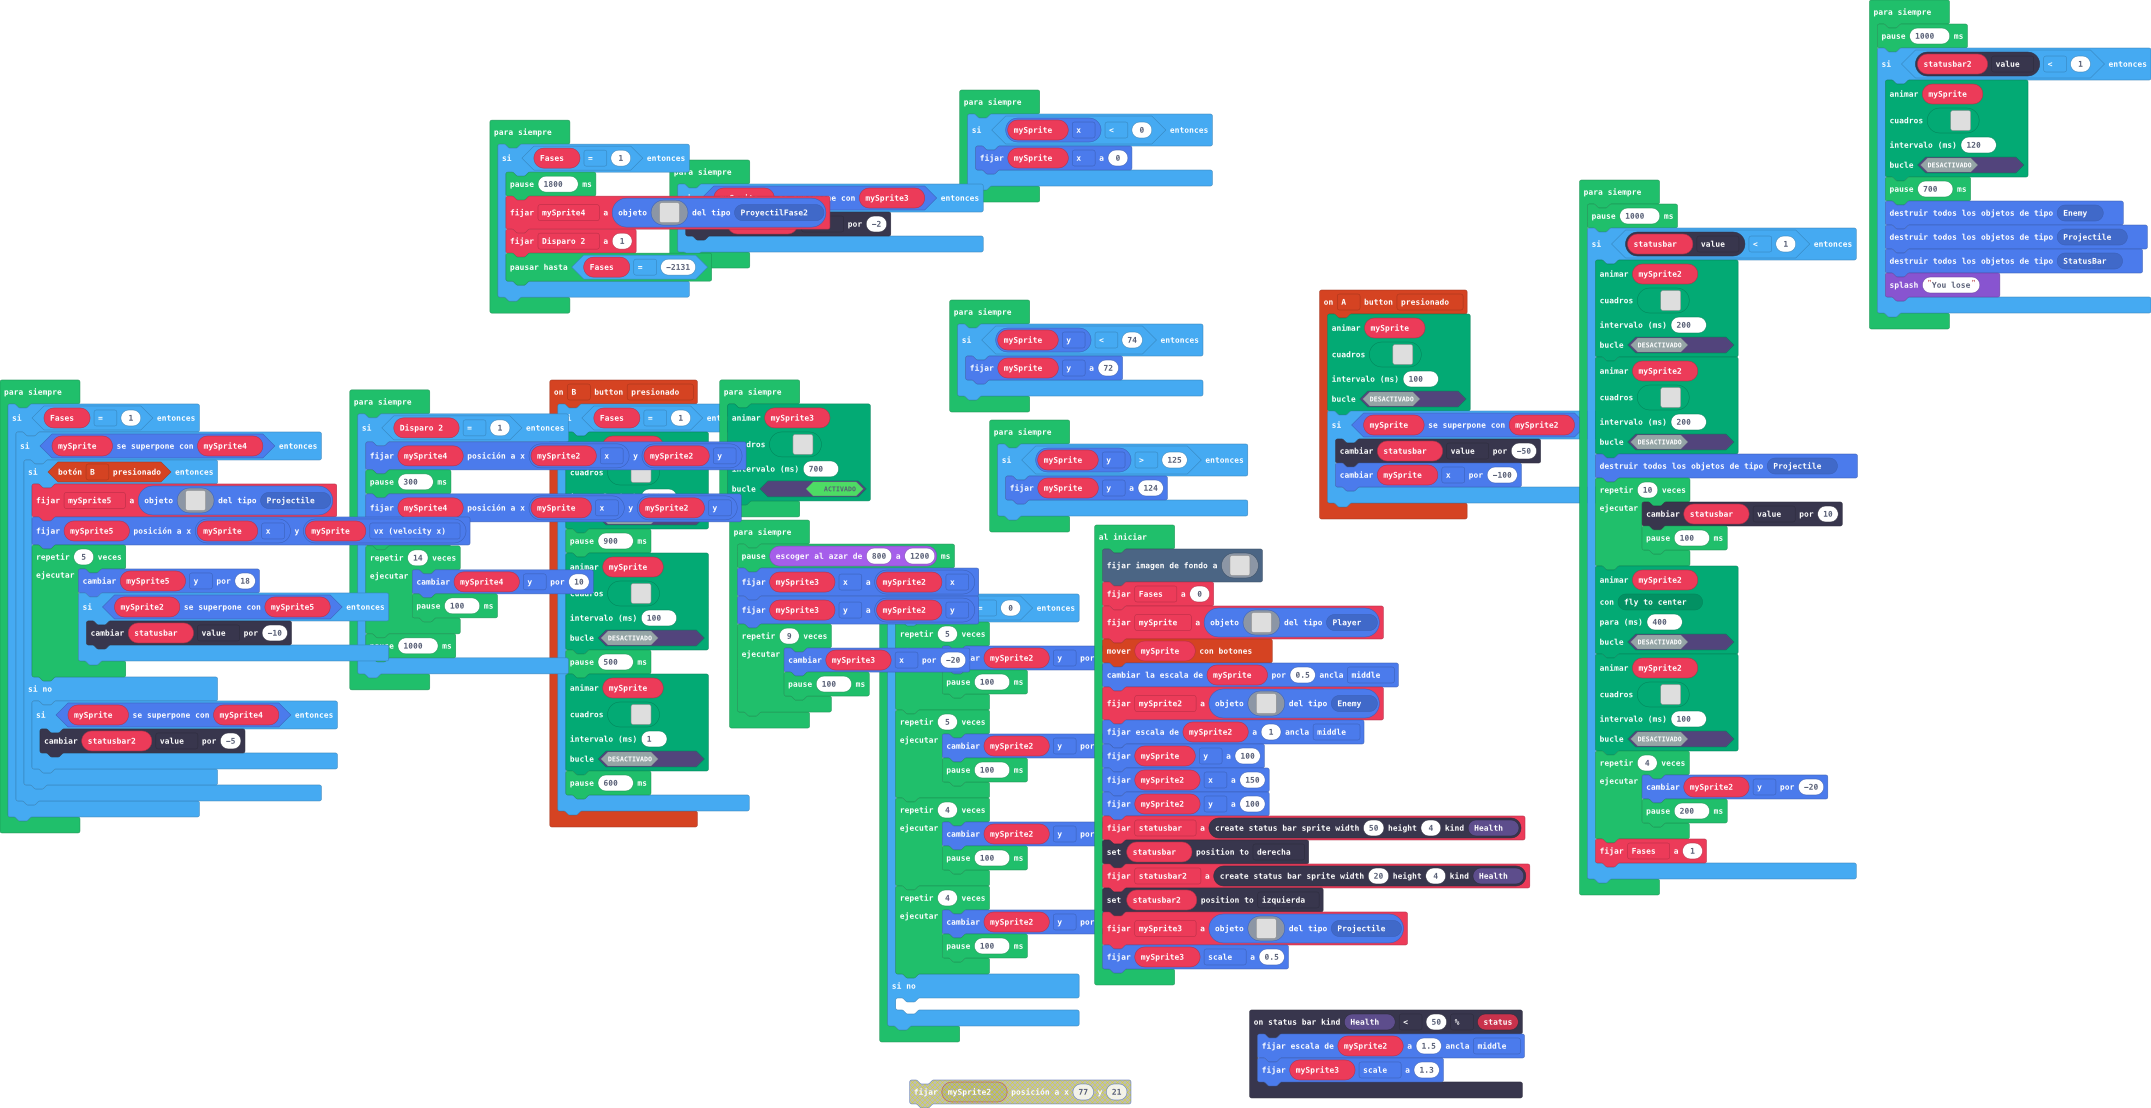 para siempre
pause 1000 ms
si statusbar2 value < 1 entonces
animar mySprite
cuadros
intervalo (ms) 120
bucle DESACTIVADO
pause 700 ms
destruir todos los objetos de tipo Enemy
destruir todos los objetos de tipo Projectile
destruir todos los objetos de tipo StatusBar
splash "You lose"
para siempre
si mySprite x < 0 entonces
fijar mySprite x a 0
para siempre
si Fases = 1 entonces
pause 1800 ms
fijar mySprite4 a objeto del tipo ProyectilFase2
fijar Disparo 2 a 1
pausar hasta Fases = -2131
siempre
con mySprite3 entonces
por -2
para siempre
pause 1000 ms
si statusbar value < 1 entonces
animar mySprite2
cuadros
intervalo (ms) 200
bucle DESACTIVADO
animar mySprite2
cuadros
intervalo (ms) 200
bucle DESACTIVADO
destruir todos los objetos de tipo Projectile
repetir 10 veces
ejecutar cambiar statusbar value por 10
pause 100 ms
animar mySprite2
con fly to center
para (ms) 400
bucle DESACTIVADO
animar mySprite2
cuadros
intervalo (ms) 100
bucle DESACTIVADO
repetir 4 veces
ejecutar cambiar mySprite2 y por -20
pause 200 ms
fijar Fases a 1
on A button presionado
animar mySprite
cuadros
intervalo (ms) 100
bucle DESACTIVADO
si mySprite se superpone con mySprite2
cambiar statusbar value por -50
cambiar mySprite x por -100
para siempre
si mySprite y < 74 entonces
fijar mySprite y a 72
para siempre
si mySprite y > 125 entonces
fijar mySprite y a 124
para siempre
si Fases = 1 entonces
si mySprite se superpone con mySprite4 entonces
si botón B presionado entonces
fijar mySprite5 a objeto del tipo Projectile
fijar mySprite5 posición a x mySprite x y mySprite vx (velocity x)
repetir 5 veces
ejecutar cambiar mySprite5 y por 18
si mySprite2 se superpone con mySprite5 entonces
cambiar statusbar value por -10
si no
si mySprite se superpone con mySprite4 entonces
cambiar statusbar2 value por -5
para siempre
si Disparo 2 = 1 entonces
fijar mySprite4 posición a x mySprite2 x y mySprite2 y
pause 300 ms
fijar mySprite4 posición a x mySprite x y mySprite2 y
repetir 14 veces
ejecutar cambiar mySprite4 y por 10
pause 100 ms
1000 ms
on B button presionado
Fases = 1
cuadros
pause 900 ms
animar mySprite
cuadros
intervalo (ms) 100
bucle DESACTIVADO
pause 500 ms
animar mySprite
cuadros
intervalo (ms) 1
bucle DESACTIVADO
pause 600 ms
para siempre
animar mySprite3
(ms) 700
bucle ACTIVADO
para siempre
pause escoger al azar de 800 a 1200 ms
fijar mySprite3 x a mySprite2 x
fijar mySprite3 y a mySprite2 y
repetir 9 veces
ejecutar cambiar mySprite3 x por -20
pause 100 ms
= 0 entonces
repetir 5 veces
mySprite2 y por
pause 100 ms
repetir 5 veces
ejecutar cambiar mySprite2 y por
pause 100 ms
repetir 4 veces
ejecutar cambiar mySprite2 y por
pause 100 ms
repetir 4 veces
ejecutar cambiar mySprite2 y por
pause 100 ms
si no
al iniciar
fijar imagen de fondo a
fijar Fases a 0
fijar mySprite a objeto del tipo Player
mover mySprite con botones
cambiar la escala de mySprite por 0.5 ancla middle
fijar mySprite2 a objeto del tipo Enemy
fijar escala de mySprite2 a 1 ancla middle
fijar mySprite y a 100
fijar mySprite2 x a 150
fijar mySprite2 y a 100
fijar statusbar a create status bar sprite width 50 height 4 kind Health
set statusbar position to derecha
fijar statusbar2 a create status bar sprite width 20 height 4 kind Health
set statusbar2 position to izquierda
fijar mySprite3 a objeto del tipo Projectile
fijar mySprite3 scale a 0.5
on status bar kind Health < 50 % status
fijar escala de mySprite2 a 1.5 ancla middle
fijar mySprite3 scale a 1.3
fijar mySprite2 posición a x 77 y 21